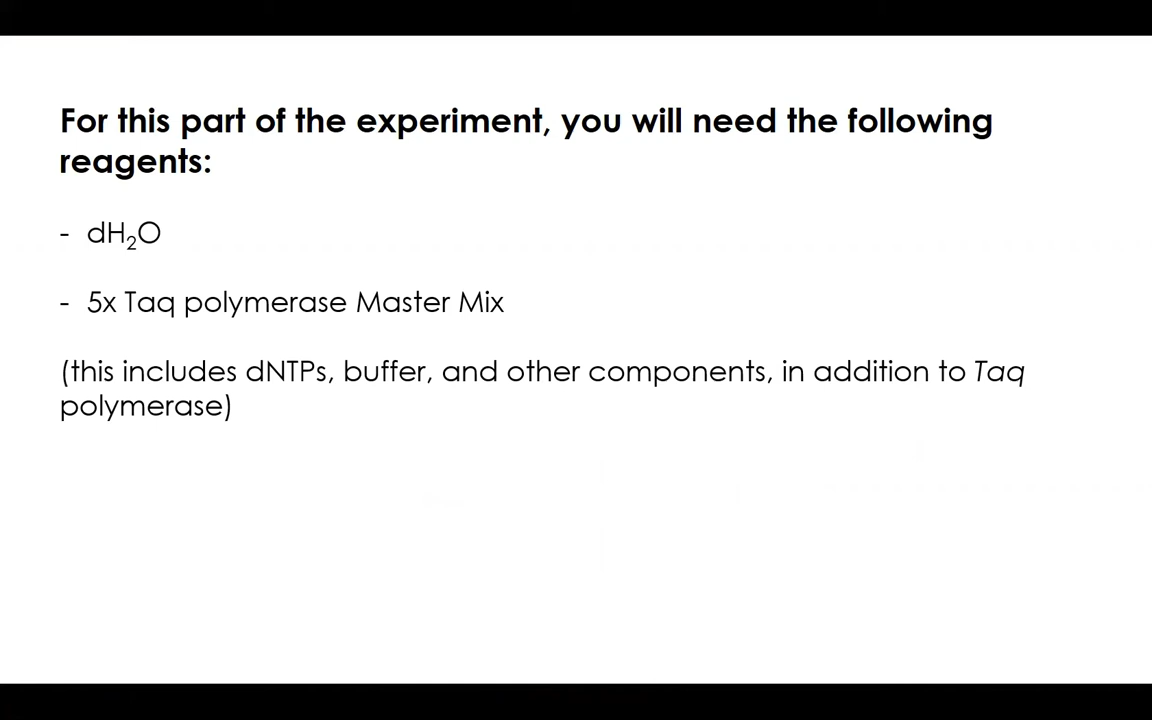 For this part of the experiment, you will need the following
reagents:
- dH₂O
- 5x Taq polymerase Master Mix
(this includes dNTPs, buffer, and other components, in addition to Taq
polymerase)